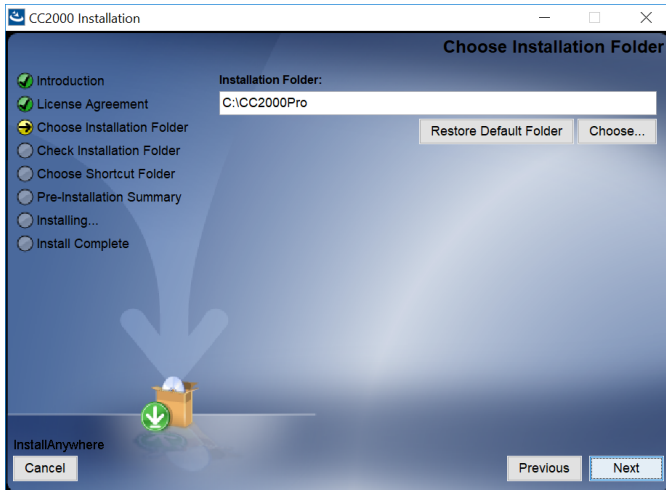 CC2000 Installation
Choose Installation Folder
Introduction
License Agreement
Choose Installation Folder
Check Installation Folder
Choose Shortcut Folder
Pre-Installation Summary
Installing...
Install Complete
Installation Folder:
C:\CC2000Pro
Restore Default Folder
Choose...
InstallAnywhere
Cancel
Previous
Next